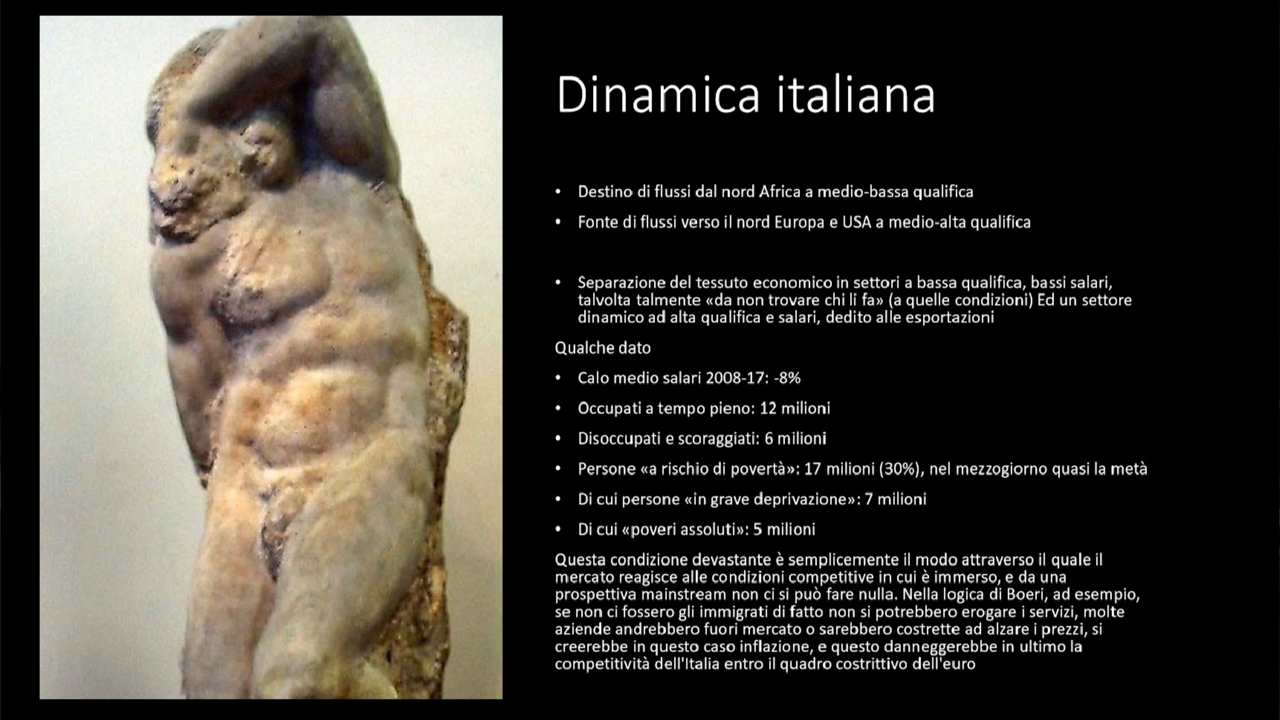 Dinamica italiana
• Destino di flussi dal nord Africa a medio-bassa qualifica
• Fonte di flussi verso il nord Europa e USA a medio-alta qualifica
• Separazione del tessuto economico in settori a bassa qualifica, bassi salari,
talvolta talmente «da non trovare chi li fa» (a quelle condizioni) Ed un settore
dinamico ad alta qualifica e salari, dedito alle esportazioni
Qualche dato
• Calo medio salari 2008-17: -8%
• Occupati a tempo pieno: 12 milioni
• Disoccupati e scoraggiati: 6 milioni
• Persone «a rischio di povertà»: 17 milioni (30%), nel mezzogiorno quasi la metà
• Di cui persone «in grave deprivazione»: 7 milioni
• Di cui «poveri assoluti»: 5 milioni
Questa condizione devastante è semplicemente il modo attraverso il quale il
mercato reagisce alle condizioni competitive in cui è immerso, e da una
prospettiva mainstream non ci si può fare nulla. Nella logica di Boeri, ad esempio,
se non ci fossero gli immigrati di fatto non si potrebbero erogare i servizi, molte
aziende andrebbero fuori mercato o sarebbero costrette ad alzare i prezzi, si
creerebbe in questo caso inflazione, e questo danneggerebbe in ultimo la
competitività dell'Italia entro il quadro costrittivo dell'euro